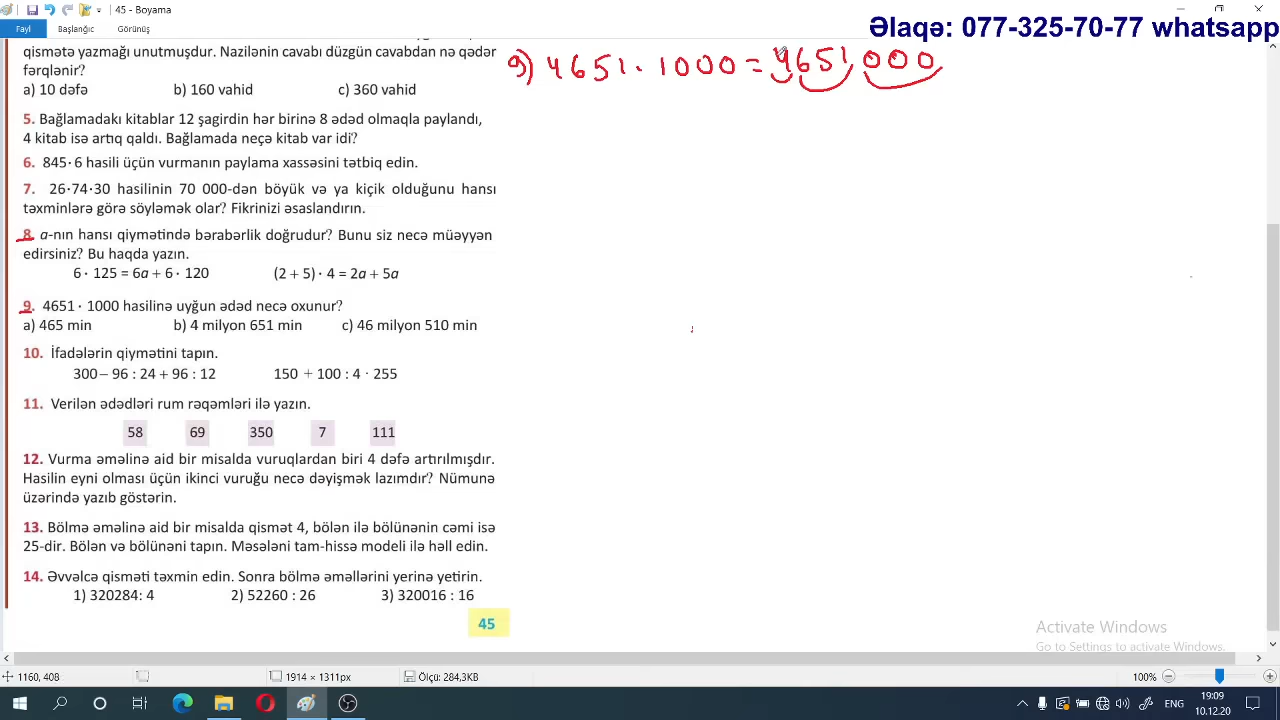 45 - Boyama
Fayl Başlanğıc Görünüş
Əlaqə: 077-325-70-77 whatsapp
qismətə yazmağı unutmuşdur. Nazilənin cavabı düzgün cavabdan nə qədər
fərqlənir?
a) 10 dəfə b) 160 vahid c) 360 vahid
5. Bağlamadakı kitablar 12 şagirdin hər birinə 8 ədəd olmaqla paylandı,
4 kitab isə artıq qaldı. Bağlamada neçə kitab var idi?
6. 845·6 hasili üçün vurmanın paylama xassəsini tətbiq edin.
7. 26·74·30 hasilinin 70 000-dən böyük və ya kiçik olduğunu hansı
təxminlərə görə söyləmək olar? Fikrinizi əsaslandırın.
8. a-nın hansı qiymətində bərabərlik doğrudur? Bunu siz necə müəyyən
edirsiniz? Bu haqda yazın.
6· 125 = 6a + 6· 120 (2 + 5)· 4 = 2a + 5a
9. 4651· 1000 hasilinə uyğun ədəd necə oxunur?
a) 465 min b) 4 milyon 651 min c) 46 milyon 510 min
10. İfadələrin qiymətini tapın.
300 – 96 : 24 + 96 : 12 150 + 100 : 4 · 255
11. Verilən ədədləri rum rəqəmləri ilə yazın.
58 69 350 7 111
12. Vurma əməlinə aid bir misalda vuruqlardan biri 4 dəfə artırılmışdır.
Hasilin eyni olması üçün ikinci vuruğu necə dəyişmək lazımdır? Nümunə
üzərində yazıb göstərin.
13. Bölmə əməlinə aid bir misalda qismət 4, bölən ilə bölünənin cəmi isə
25-dir. Bölən və bölünəni tapın. Məsələni tam-hissə modeli ilə həll edin.
14. Əvvəlcə qisməti təxmin edin. Sonra bölmə əməllərini yerinə yetirin.
1) 320284: 4 2) 52260 : 26 3) 320016 : 16
45
9) 4651 · 1000 = 4651000
Activate Windows
Go to Settings to activate Windows.
1160, 408 1914 × 1311px Ölçü: 284,3KB 100%
ENG 19:09
10.12.20